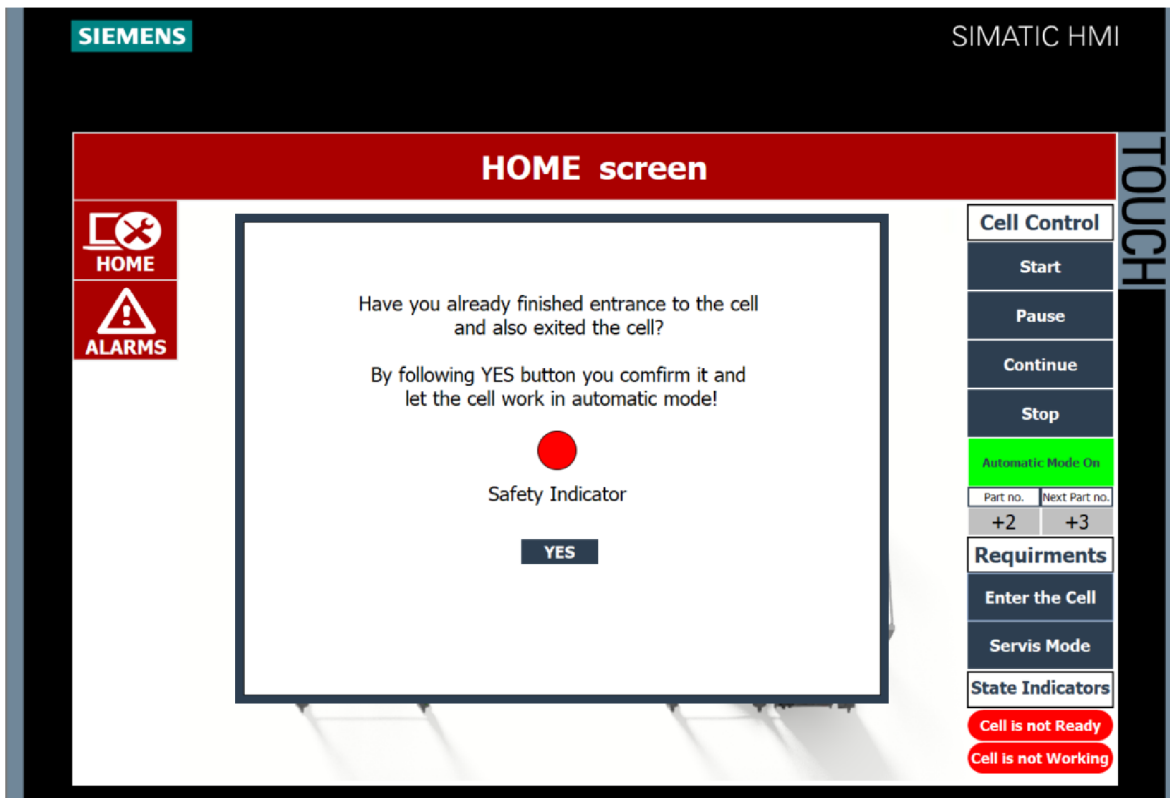 SIEMENS
SIMATIC HMI
TOUCH
HOME screen
HOME
ALARMS
Have you already finished entrance to the cell
and also exited the cell?
By following YES button you comfirm it and
let the cell work in automatic mode!
Safety Indicator
YES
Cell Control
Start
Pause
Continue
Stop
Automatic Mode On
Part no. Next Part no.
+2 +3
Requirments
Enter the Cell
Servis Mode
State Indicators
Cell is not Ready
Cell is not Working